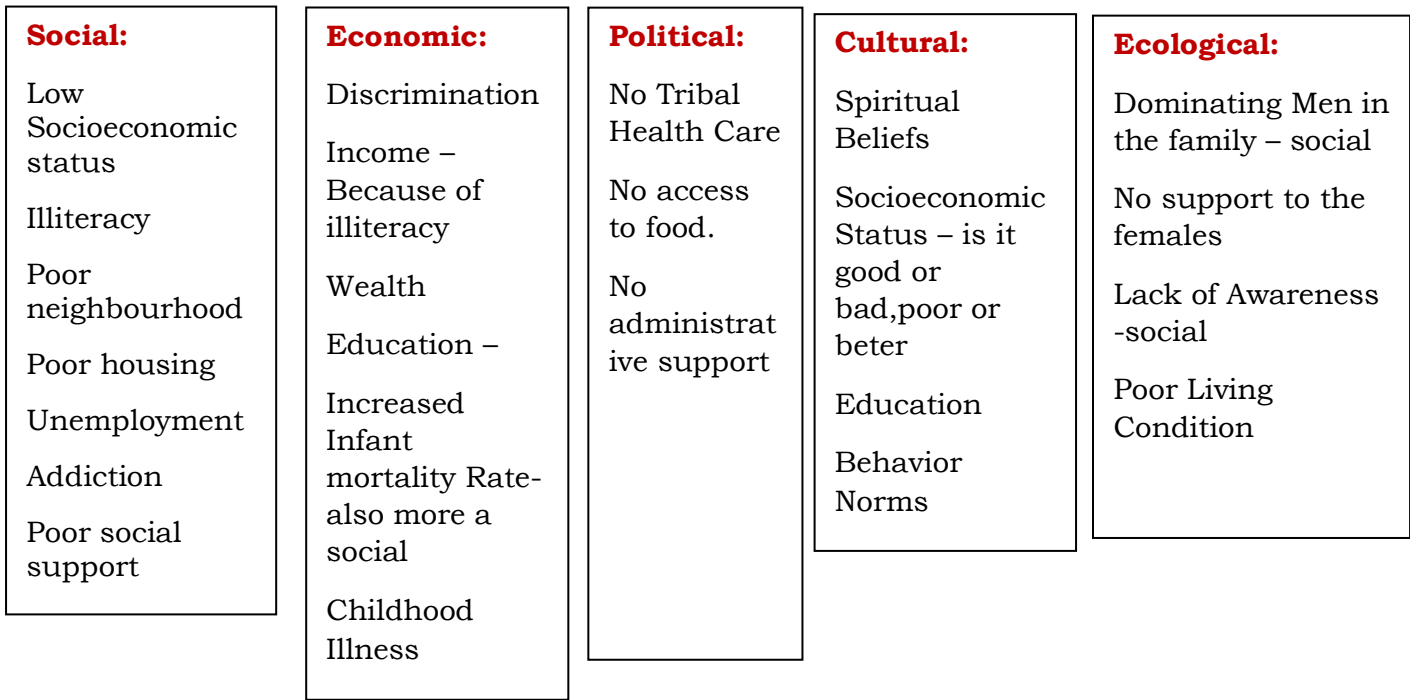 Social:
Low
Socioeconomic
status
Illiteracy
Poor
neighbourhood
Poor housing
Unemployment
Addiction
Poor social
support
Economic:
Discrimination
Income –
Because of
illiteracy
Wealth
Education –
Increased
Infant
mortality Rate-
also more a
social
Childhood
Illness
Political:
No Tribal
Health Care
No access
to food.
No
administrat
ive support
Cultural:
Spiritual
Beliefs
Socioeconomic
Status – is it
good or
bad,poor or
beter
Education
Behavior
Norms
Ecological:
Dominating Men in
the family – social
No support to the
females
Lack of Awareness
-social
Poor Living
Condition